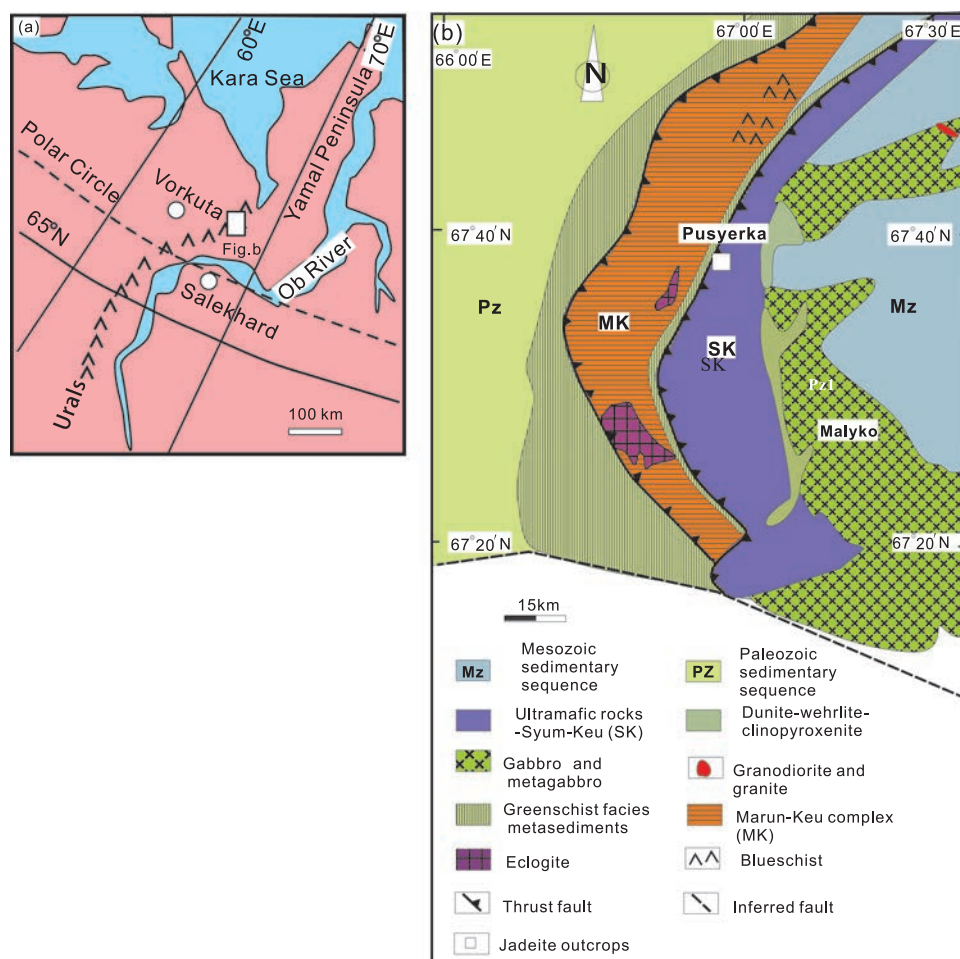 (a)
60°E
70°E
Kara Sea
Yamal Peninsula
Polar Circle
Vorkuta
65°N
Fig.b
Ob River
Salekhard
Urals
100 km
(b)
66°00′E
67°00′E
67°30′E
N
67°40′N
Pusyerka
67°40′N
Pz
MK
SK
SK
Mz
Pz1
Malyko
67°20′N
67°20′N
15km
Mz
Mesozoic
sedimentary
sequence
PZ
Paleozoic
sedimentary
sequence
Ultramafic rocks
-Syum-Keu (SK)
Dunite-wehrlite-
clinopyroxenite
Gabbro and
metagabbro
Granodiorite and
granite
Greenschist facies
metasediments
Marun-Keu complex
(MK)
Eclogite
Blueschist
Thrust fault
Inferred fault
Jadeite outcrops